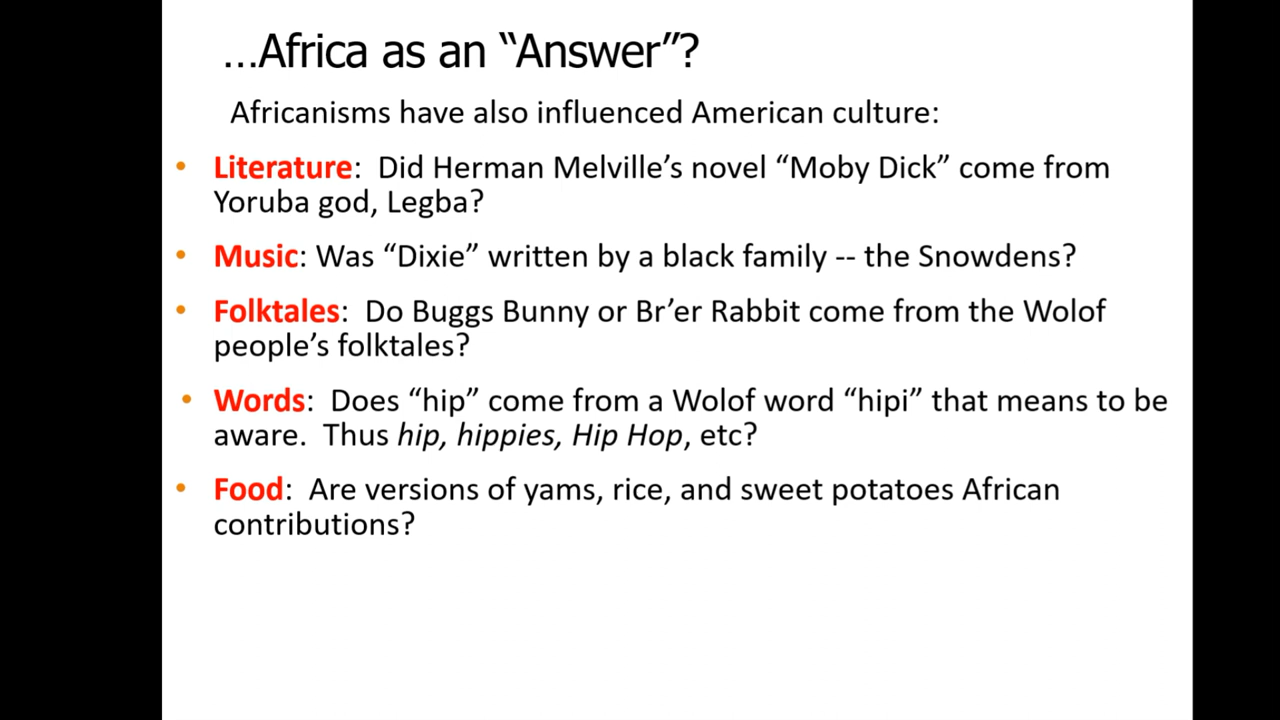 ...Africa as an “Answer”?
Africanisms have also influenced American culture:
• Literature:  Did Herman Melville’s novel “Moby Dick” come from
Yoruba god, Legba?
• Music: Was “Dixie” written by a black family -- the Snowdens?
• Folktales:  Do Buggs Bunny or Br’er Rabbit come from the Wolof
people’s folktales?
• Words:  Does “hip” come from a Wolof word “hipi” that means to be
aware.  Thus hip, hippies, Hip Hop, etc?
• Food:  Are versions of yams, rice, and sweet potatoes African
contributions?